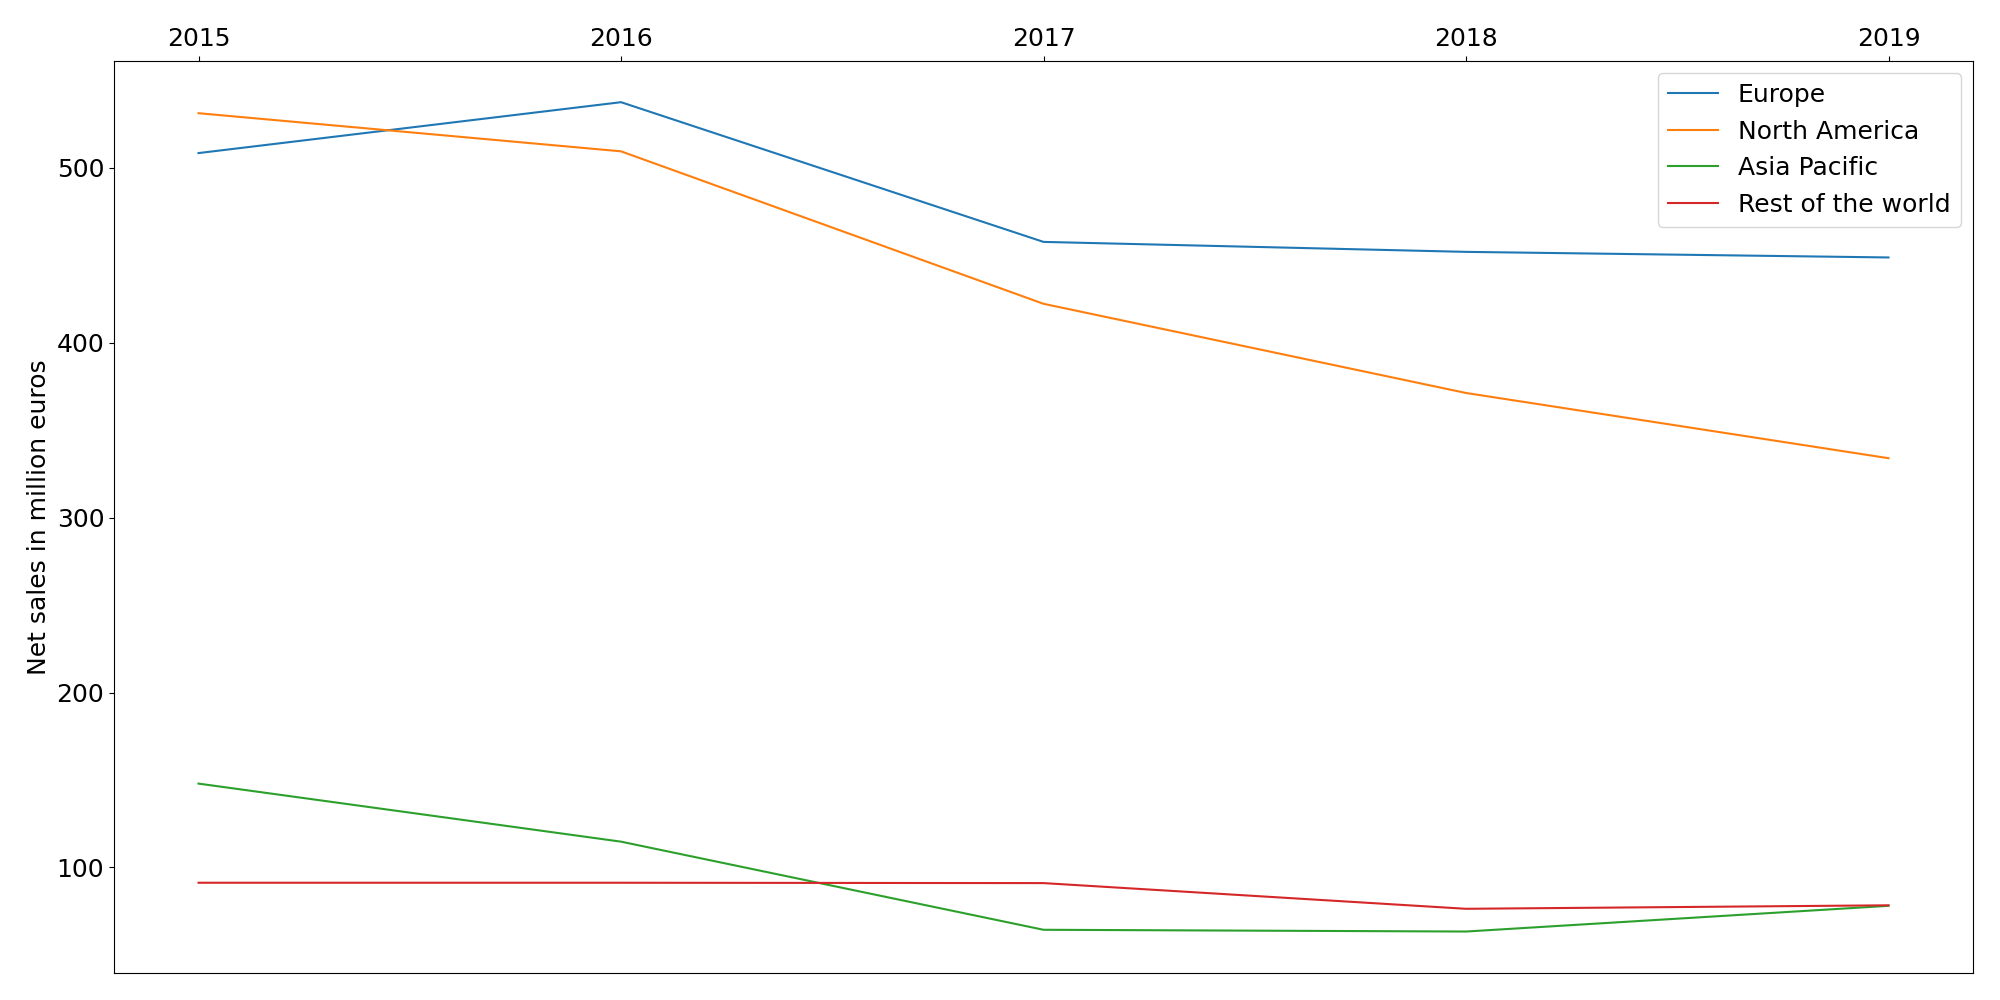 2015 2016 2017 2018 2019
Europe
North America
Asia Pacific
Rest of the world
500
400
300
200
100
Net sales in million euros